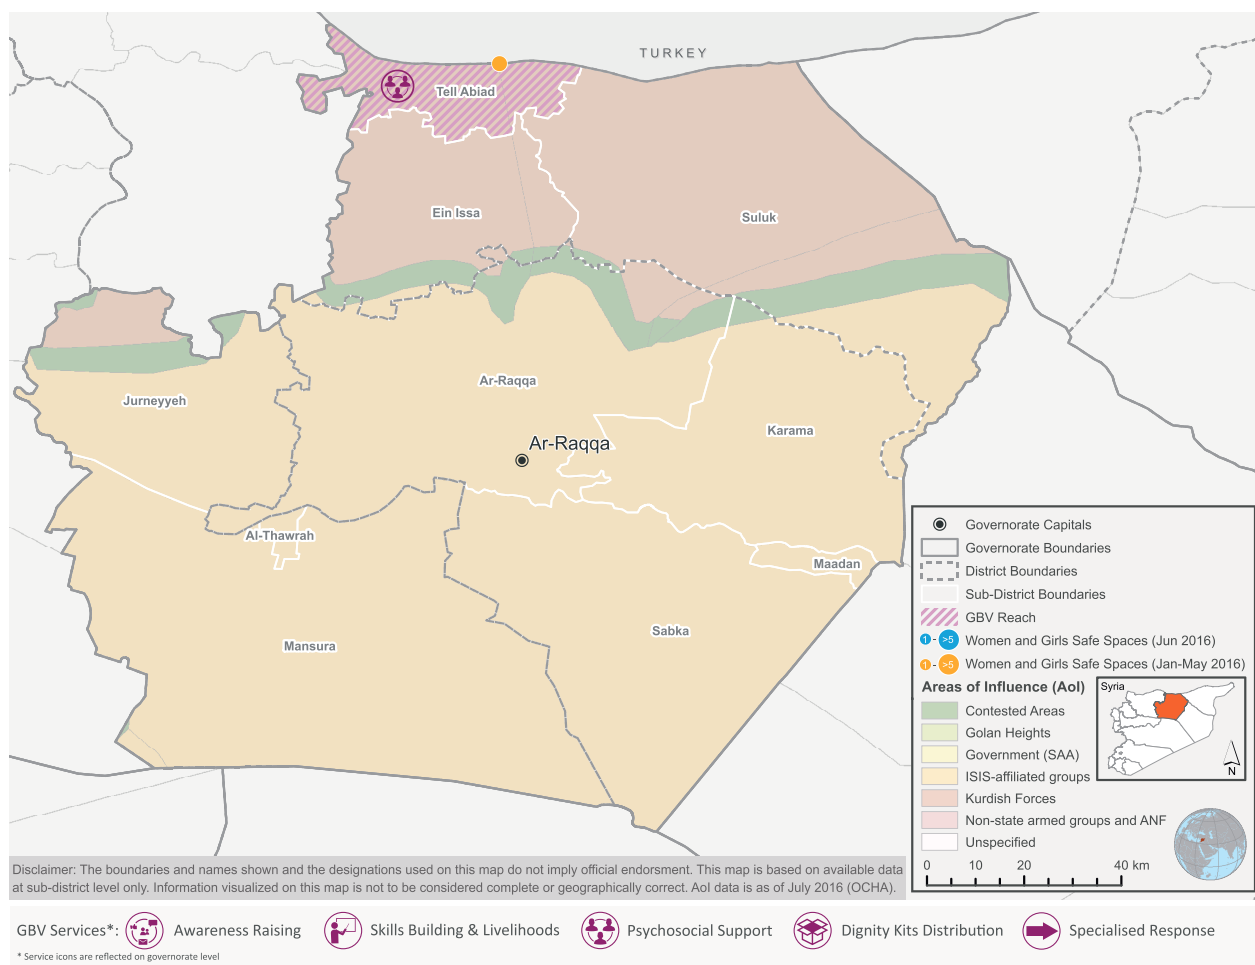 TURKEY
Tell Abiad
Ein Issa
Suluk
Jurneyyeh
Ar-Raqqa
Karama
Ar-Raqqa
Al-Thawrah
Maadan
Sabka
Mansura
Governorate Capitals
Governorate Boundaries
District Boundaries
Sub-District Boundaries
GBV Reach
1 - >5 Women and Girls Safe Spaces (Jun 2016)
1 - >5 Women and Girls Safe Spaces (Jan-May 2016)
Areas of Influence (AoI)
Syria
Contested Areas
Golan Heights
Government (SAA)
ISIS-affiliated groups
N
Kurdish Forces
Non-state armed groups and ANF
Unspecified
0 10 20 40 km
Disclaimer: The boundaries and names shown and the designations used on this map do not imply official endorsment. This map is based on available data
at sub-district level only. Information visualized on this map is not to be considered complete or geographically correct. AoI data is as of July 2016 (OCHA).
GBV Services*: Awareness Raising Skills Building & Livelihoods Psychosocial Support Dignity Kits Distribution Specialised Response
* Service icons are reflected on governorate level